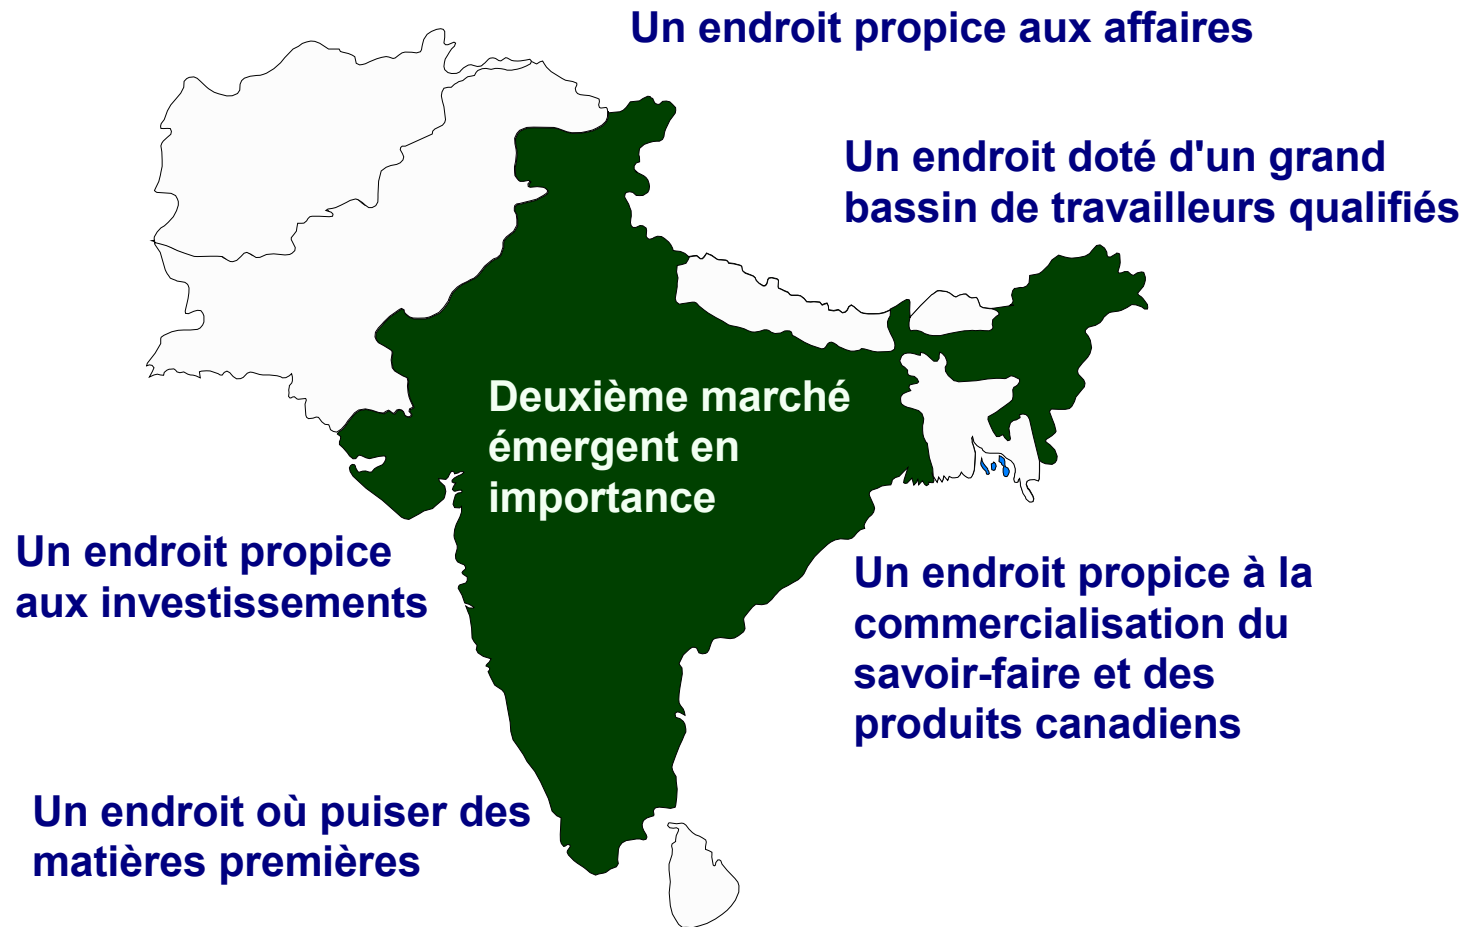 Un endroit propice aux affaires
Un endroit doté d'un grand
bassin de travailleurs qualifiés
Deuxième marché
émergent en
importance
Un endroit propice
aux investissements
Un endroit propice à la
commercialisation du
savoir-faire et des
produits canadiens
Un endroit où puiser des
matières premières